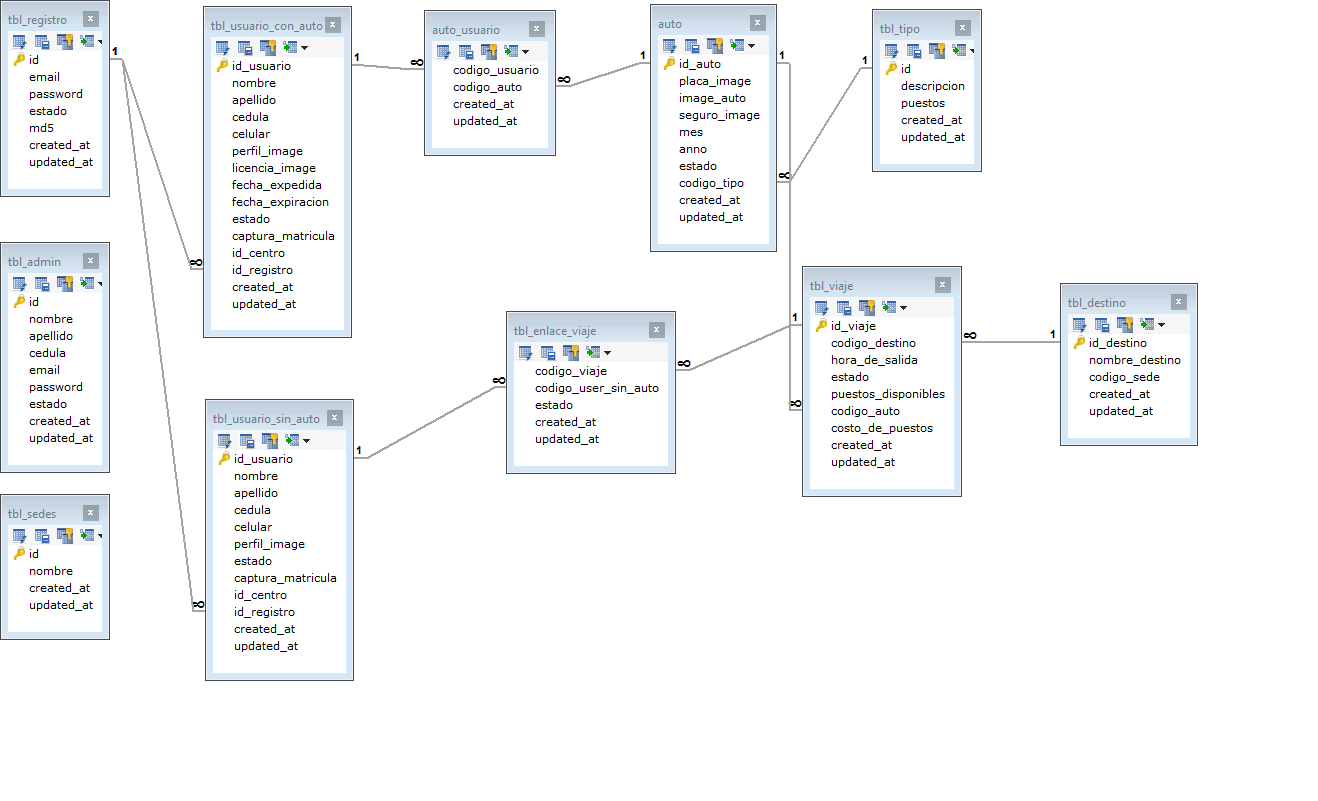 tbl_registro
id
email
password
estado
md5
created_at
updated_at
tbl_usuario_con_auto
id_usuario
nombre
apellido
cedula
celular
perfil_image
licencia_image
fecha_expedida
fecha_expiracion
estado
captura_matricula
id_centro
id_registro
created_at
updated_at
auto_usuario
codigo_usuario
codigo_auto
created_at
updated_at
auto
id_auto
placa_image
image_auto
seguro_image
mes
anno
estado
codigo_tipo
created_at
updated_at
tbl_tipo
id
descripcion
puestos
created_at
updated_at
tbl_admin
id
nombre
apellido
cedula
email
password
estado
created_at
updated_at
tbl_sedes
id
nombre
created_at
updated_at
tbl_usuario_sin_auto
id_usuario
nombre
apellido
cedula
celular
perfil_image
estado
captura_matricula
id_centro
id_registro
created_at
updated_at
tbl_enlace_viaje
codigo_viaje
codigo_user_sin_auto
estado
created_at
updated_at
tbl_viaje
id_viaje
codigo_destino
hora_de_salida
estado
puestos_disponibles
codigo_auto
costo_de_puestos
created_at
updated_at
tbl_destino
id_destino
nombre_destino
codigo_sede
created_at
updated_at
1
1
1
1
1
1
1
1